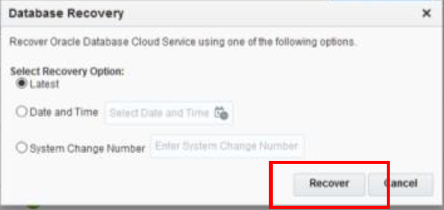 Database Recovery
Recover Oracle Database Cloud Service using one of the following options.
Select Recovery Option:
Latest
Date and Time Select Date and Time
System Change Number Enter System Change Number
Recover Cancel